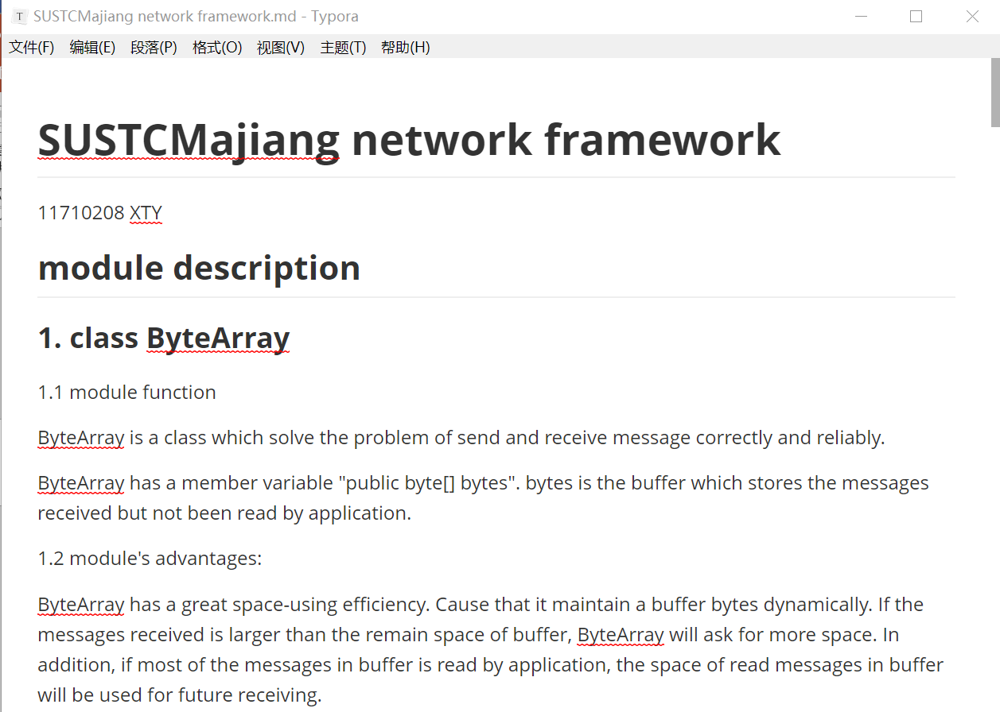 SUSTCMajiang network framework.md - Typora
文件(F) 编辑(E) 段落(P) 格式(O) 视图(V) 主题(T) 帮助(H)
SUSTCMajiang network framework
11710208 XTY
module description
1. class ByteArray
1.1 module function
ByteArray is a class which solve the problem of send and receive message correctly and reliably.
ByteArray has a member variable "public byte[] bytes". bytes is the buffer which stores the messages
received but not been read by application.
1.2 module's advantages:
ByteArray has a great space-using efficiency. Cause that it maintain a buffer bytes dynamically. If the
messages received is larger than the remain space of buffer, ByteArray will ask for more space. In
addition, if most of the messages in buffer is read by application, the space of read messages in buffer
will be used for future receiving.